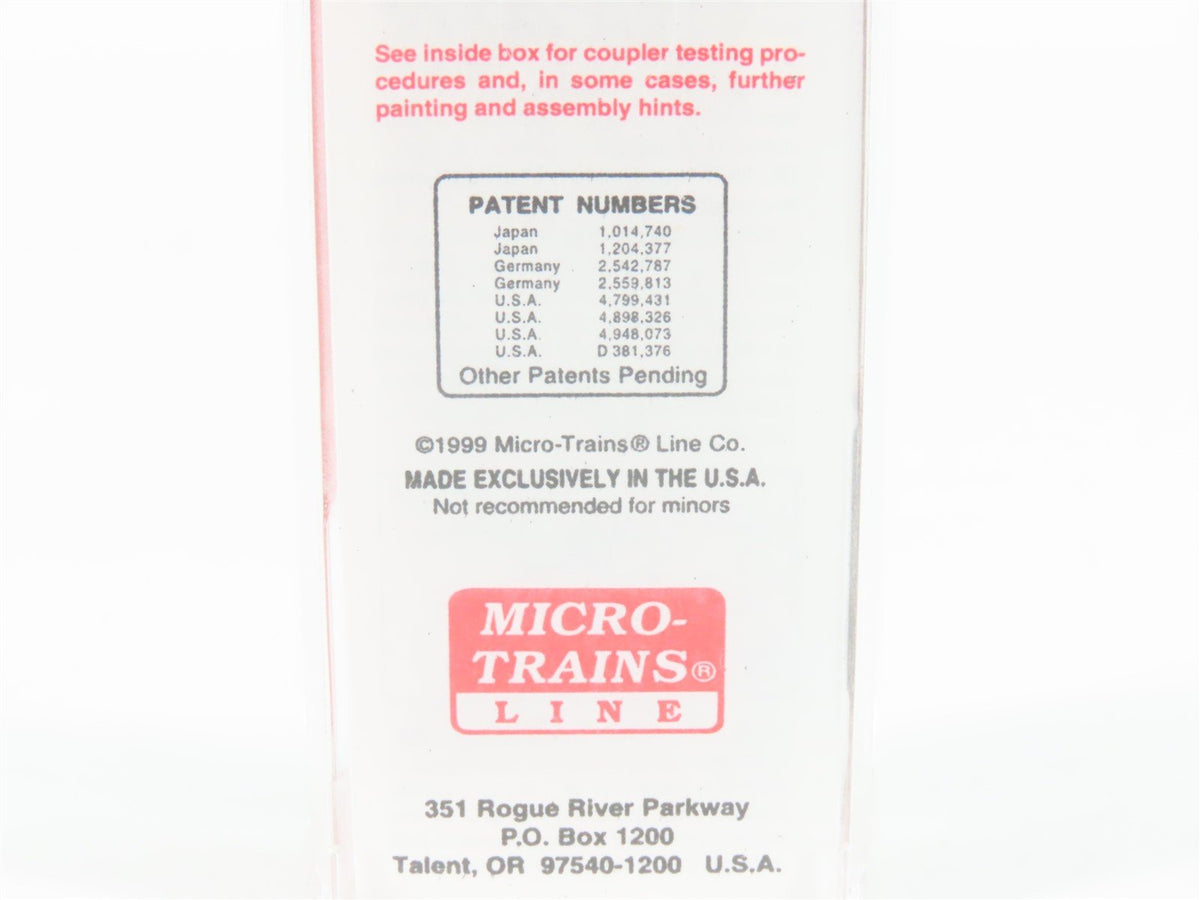 See inside box for coupler testing pro-
cedures and, in some cases, further
painting and assembly hints.
PATENT NUMBERS
Japan 1,014,740
Japan 1,204,377
Germany 2,542,787
Germany 2,559,813
U.S.A. 4,799,431
U.S.A. 4,898,326
U.S.A. 4,948,073
U.S.A. D 381,376
Other Patents Pending
©1999 Micro-Trains® Line Co.
MADE EXCLUSIVELY IN THE U.S.A.
Not recommended for minors
MICRO-
TRAINS®
LINE
351 Rogue River Parkway
P.O. Box 1200
Talent, OR 97540-1200 U.S.A.